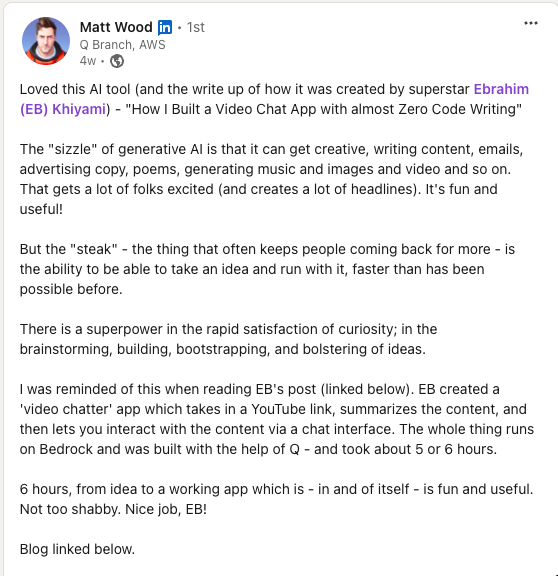 Matt Wood in • 1st
Q Branch, AWS
4w •
Loved this AI tool (and the write up of how it was created by superstar Ebrahim
(EB) Khiyami) - "How I Built a Video Chat App with almost Zero Code Writing"
The "sizzle" of generative AI is that it can get creative, writing content, emails,
advertising copy, poems, generating music and images and video and so on.
That gets a lot of folks excited (and creates a lot of headlines). It's fun and
useful!
But the "steak" - the thing that often keeps people coming back for more - is
the ability to be able to take an idea and run with it, faster than has been
possible before.
There is a superpower in the rapid satisfaction of curiosity; in the
brainstorming, building, bootstrapping, and bolstering of ideas.
I was reminded of this when reading EB's post (linked below). EB created a
'video chatter' app which takes in a YouTube link, summarizes the content, and
then lets you interact with the content via a chat interface. The whole thing runs
on Bedrock and was built with the help of Q - and took about 5 or 6 hours.
6 hours, from idea to a working app which is - in and of itself - is fun and useful.
Not too shabby. Nice job, EB!
Blog linked below.